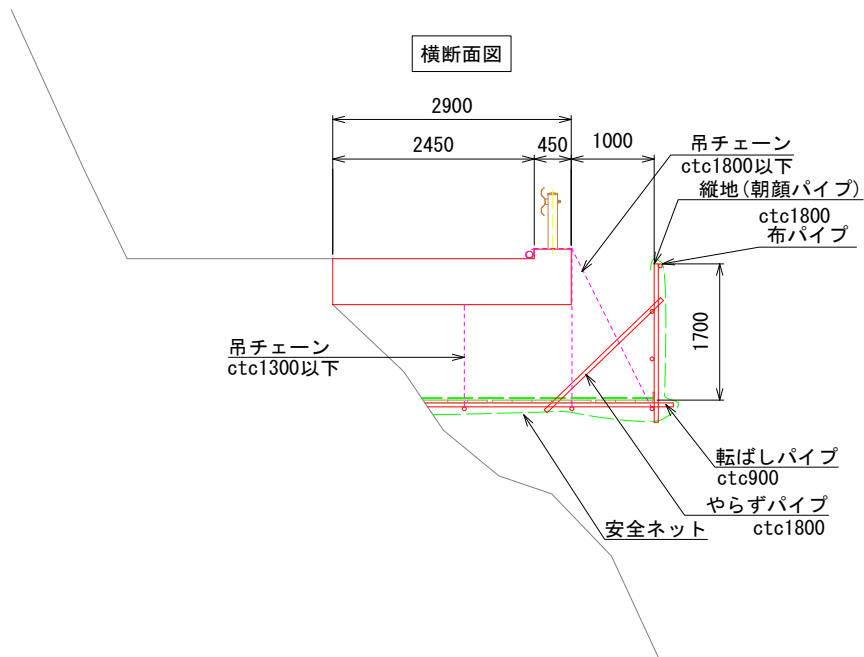 横断面図
2900
2450
450
1000
吊チェーン
ctc1800以下
縦地(朝顔パイプ)
ctc1800
布パイプ
1700
吊チェーン
ctc1300以下
転ばしパイプ
ctc900
やらずパイプ
ctc1800
安全ネット